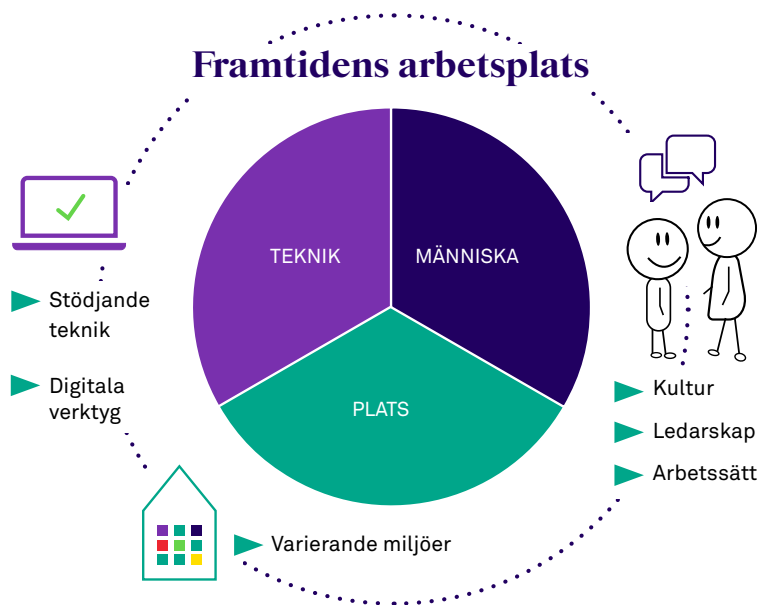 Framtidens arbetsplats
TEKNIK
MÄNNISKA
PLATS
Stödjande
teknik
Digitala
verktyg
Kultur
Ledarskap
Arbetssätt
Varierande miljöer